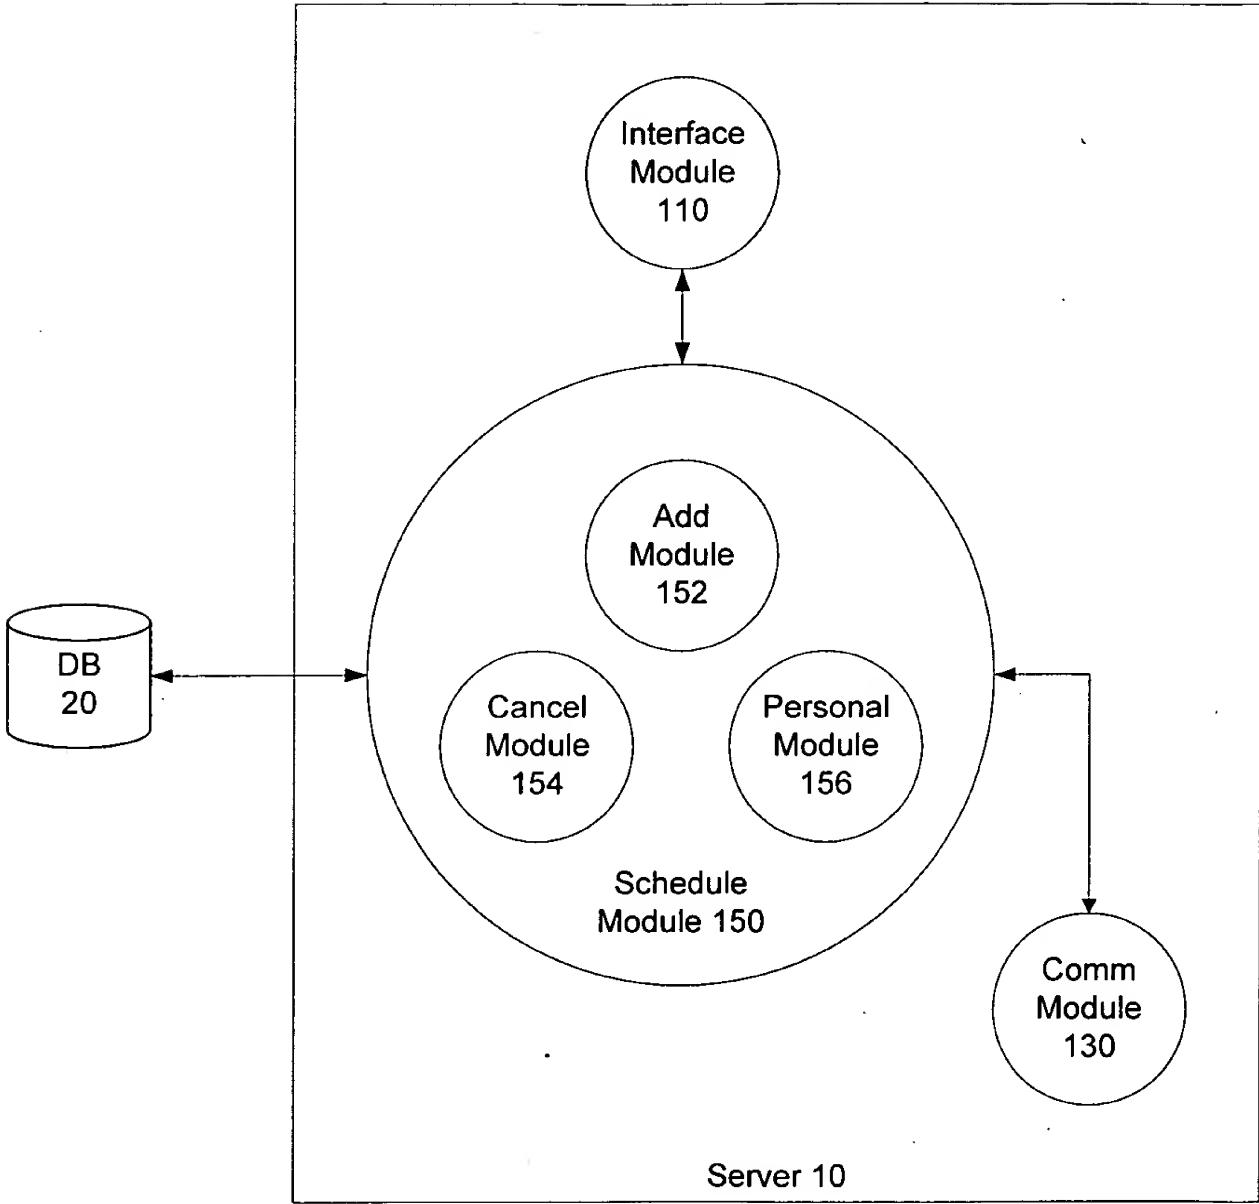 Interface
Module
110
Add
Module
152
DB
20
Cancel
Module
154
Personal
Module
156
Schedule
Module 150
Comm
Module
130
Server 10